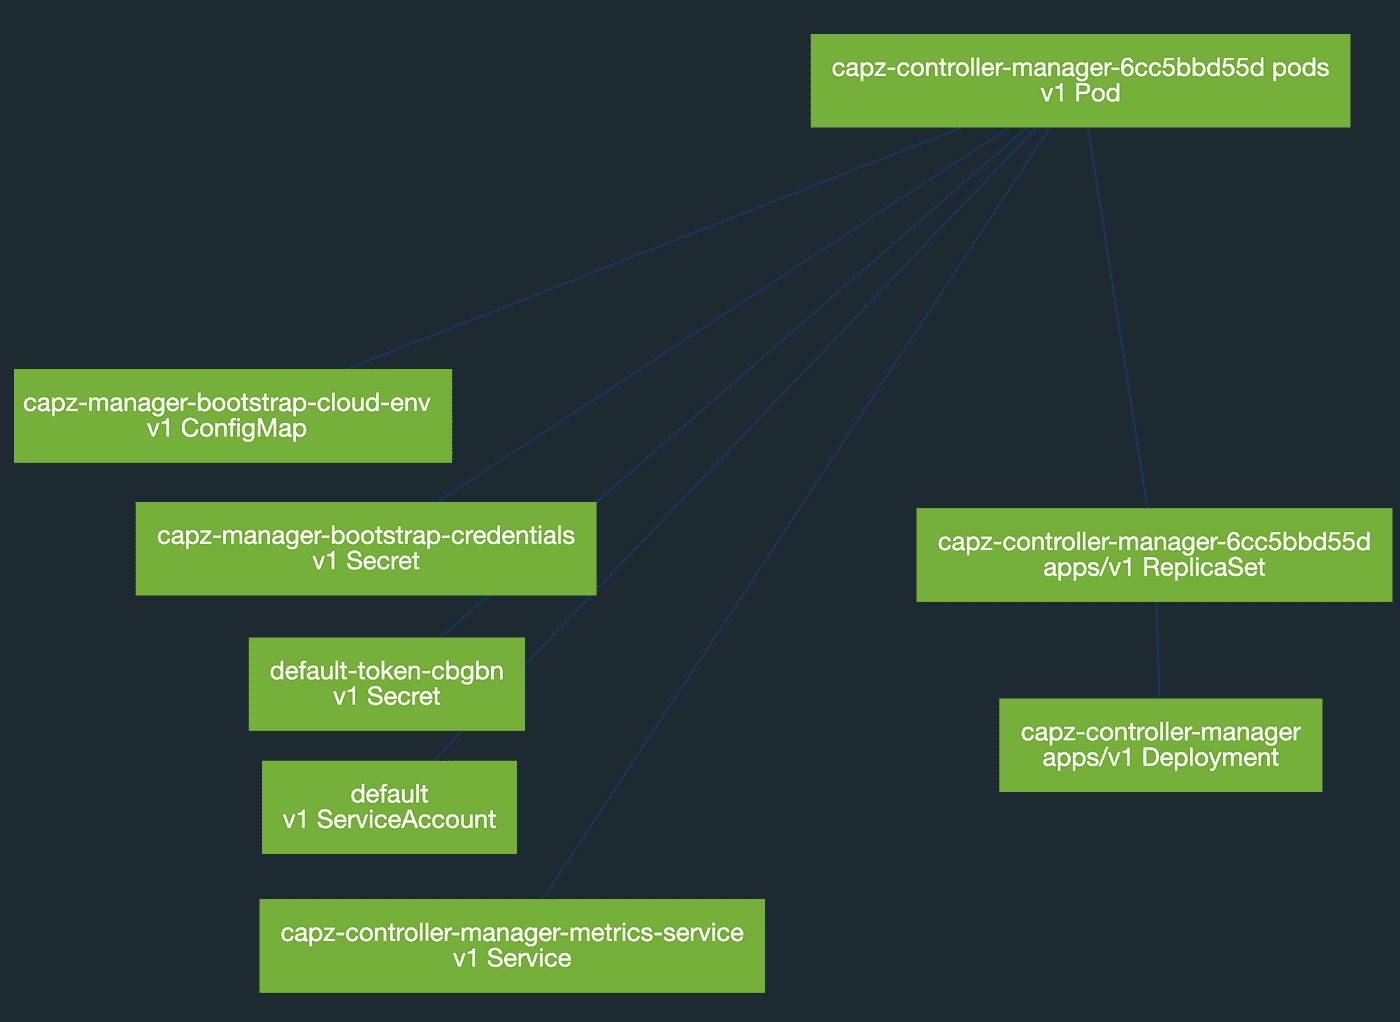 capz-controller-manager-6cc5bbd55d pods
v1 Pod
capz-manager-bootstrap-cloud-env
v1 ConfigMap
capz-manager-bootstrap-credentials
v1 Secret
capz-controller-manager-6cc5bbd55d
apps/v1 ReplicaSet
default-token-cbgbn
v1 Secret
capz-controller-manager
apps/v1 Deployment
default
v1 ServiceAccount
capz-controller-manager-metrics-service
v1 Service